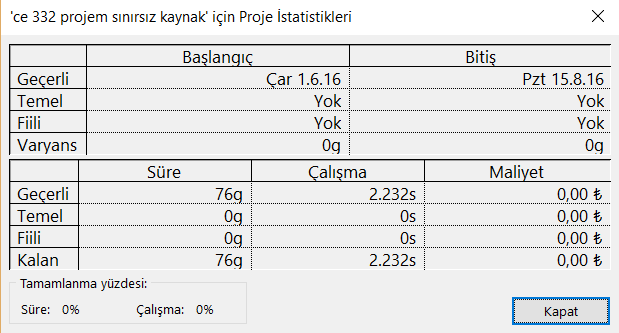 'ce 332 projem sınırsız kaynak' için Proje İstatistikleri
Başlangıç Bitiş
Geçerli Çar 1.6.16 Pzt 15.8.16
Temel Yok Yok
Fiili Yok Yok
Varyans 0g 0g
Süre Çalışma Maliyet
Geçerli 76g 2.232s 0,00 ₺
Temel 0g 0s 0,00 ₺
Fiili 0g 0s 0,00 ₺
Kalan 76g 2.232s 0,00 ₺
Tamamlanma yüzdesi:
Süre: 0% Çalışma: 0%
Kapat